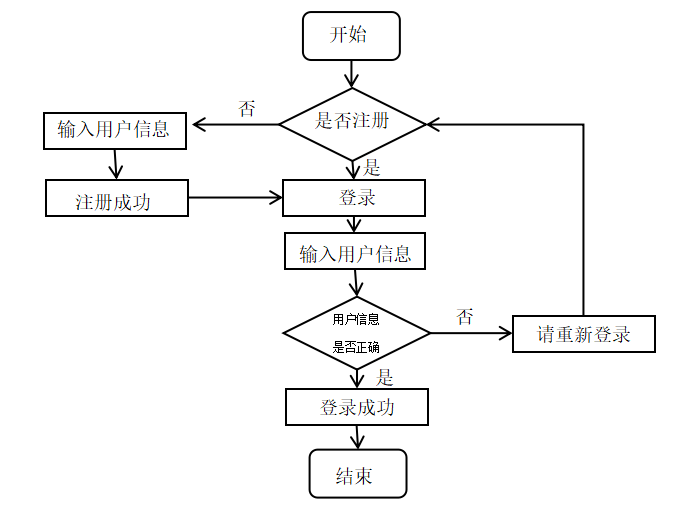 开始
否
是否注册
输入用户信息
是
注册成功
登录
输入用户信息
用户信息
是否正确
否
请重新登录
是
登录成功
结束